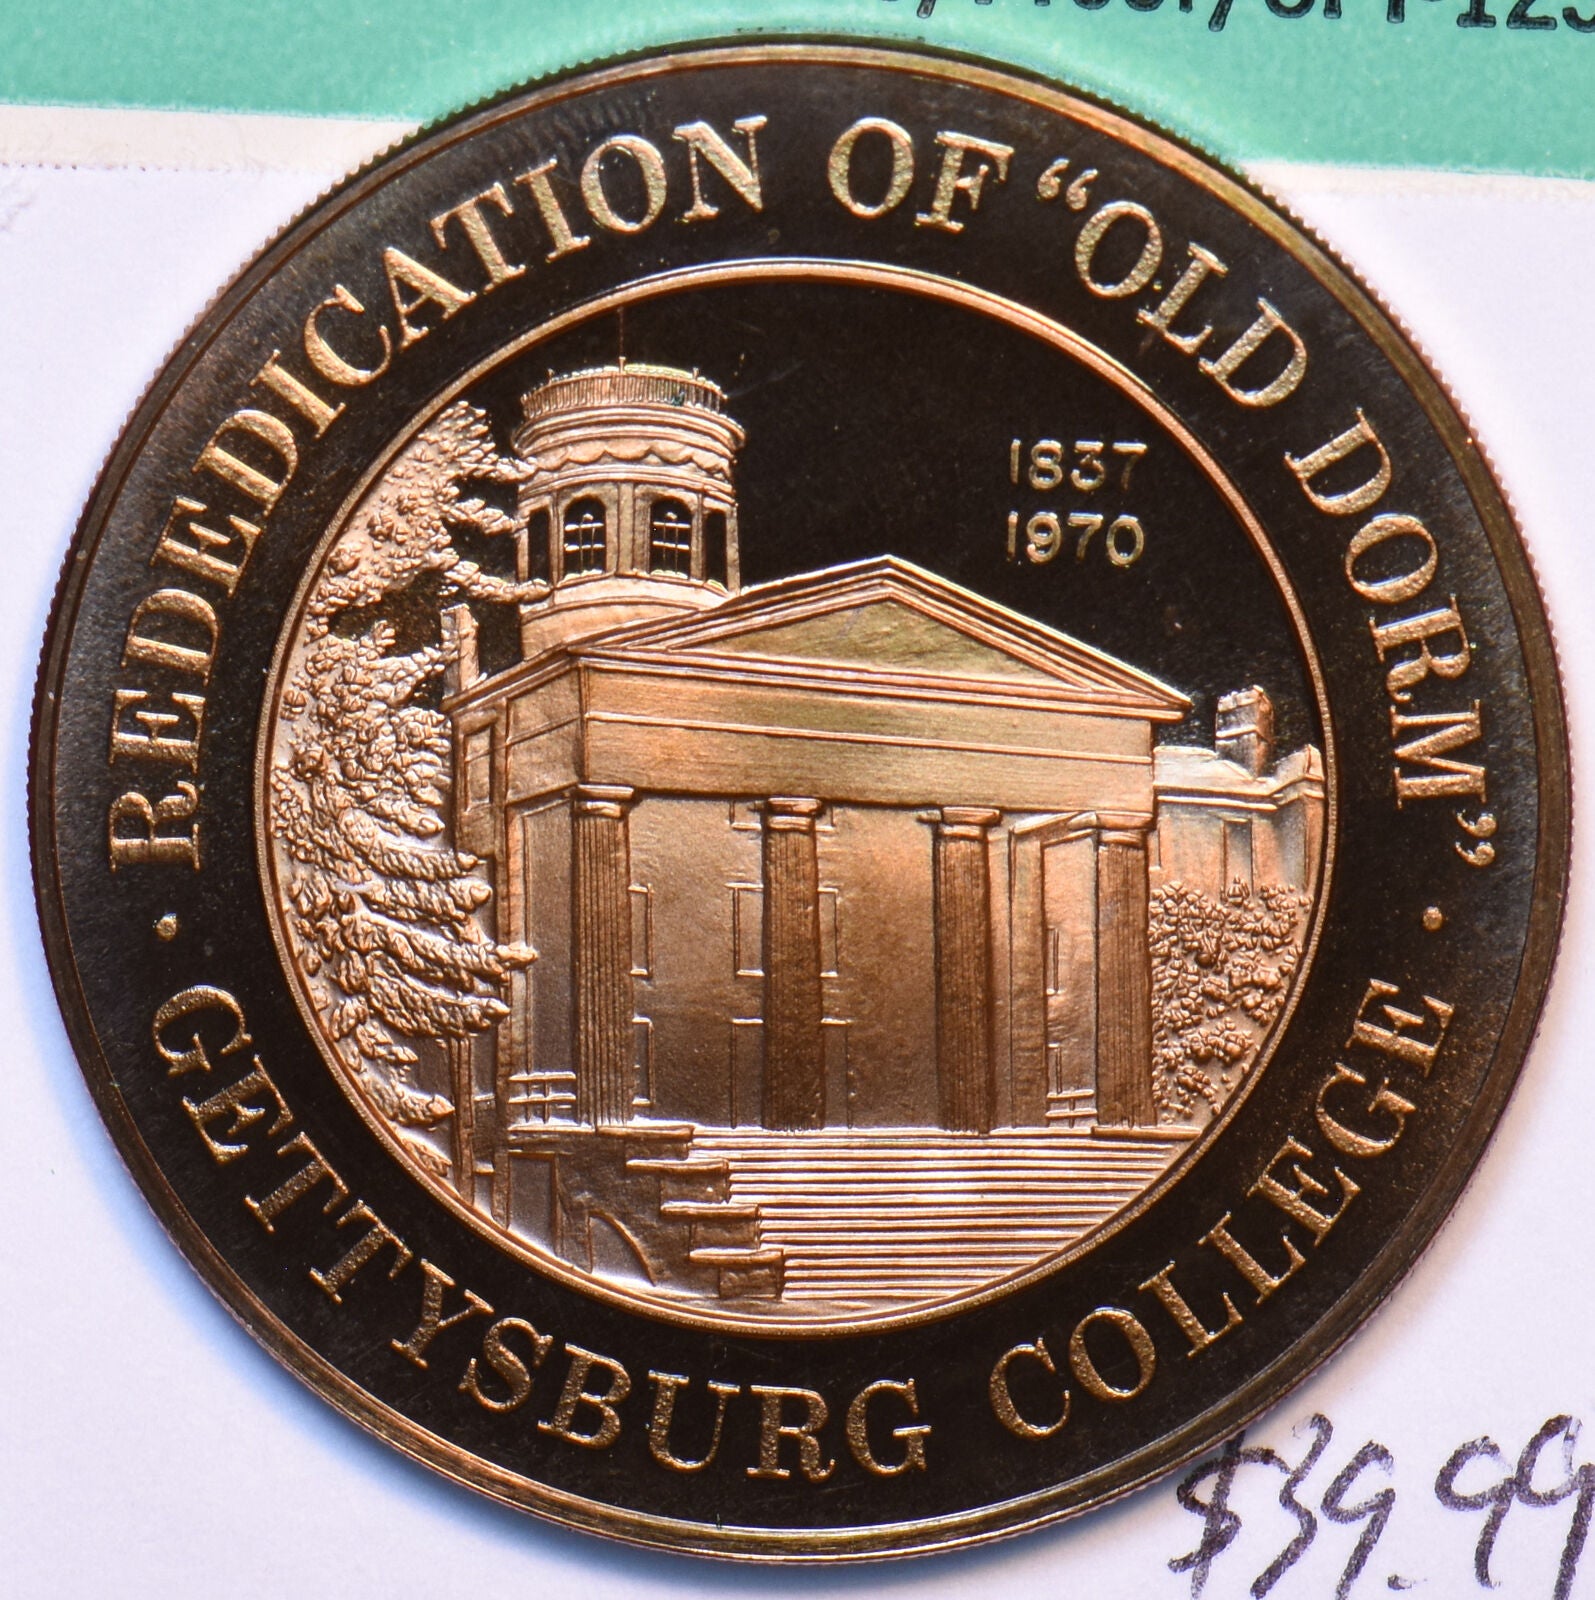 REDEDICATION OF “OLD DORM”
1837
1970
· GETTYSBURG COLLEGE ·
$39.99